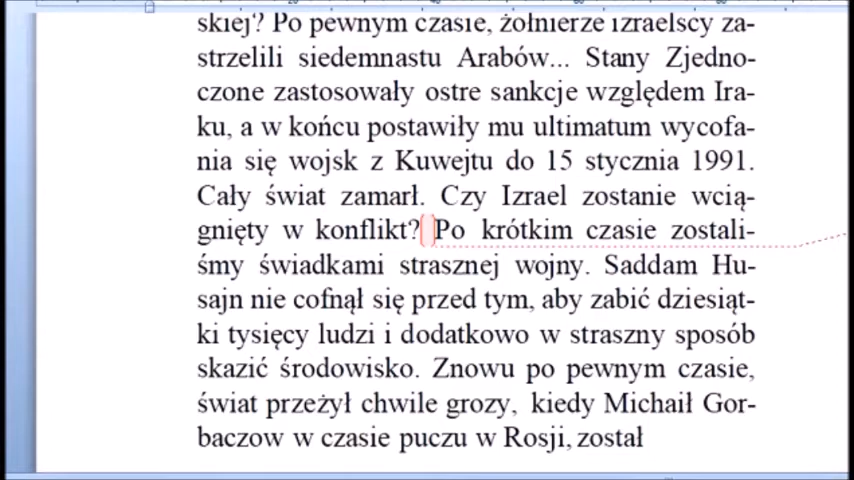 skiej? Po pewnym czasie, żołnierze izraelscy za-
strzelili siedemnastu Arabów... Stany Zjedno-
czone zastosowały ostre sankcje względem Ira-
ku, a w końcu postawiły mu ultimatum wycofa-
nia się wojsk z Kuwejtu do 15 stycznia 1991.
Cały świat zamarł. Czy Izrael zostanie wcią-
gnięty w konflikt? Po krótkim czasie zostali-
śmy świadkami strasznej wojny. Saddam Hu-
sajn nie cofnął się przed tym, aby zabić dziesiąt-
ki tysięcy ludzi i dodatkowo w straszny sposób
skazić środowisko. Znowu po pewnym czasie,
świat przeżył chwile grozy, kiedy Michaił Gor-
baczow w czasie puczu w Rosji, został